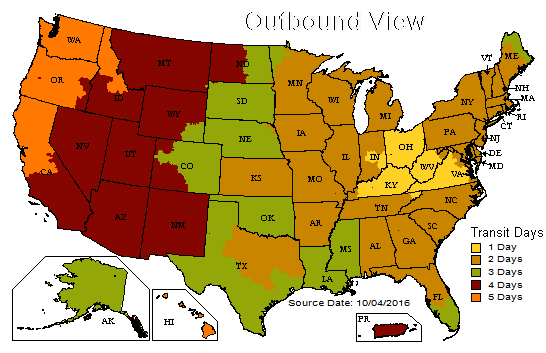 Outbound View
WA
MT
ND
ME
VT
OR
MN
ID
SD
WI
NH
MA
NY
MI
WY
RI
CT
NE
IA
PA
NJ
NV
OH
IN
IL
DE
UT
CO
WV
MD
CA
VA
KS
MO
KY
NC
TN
OK
AZ
NM
AR
SC
Transit Days
MS
AL
GA
1 Day
2 Days
TX
3 Days
LA
4 Days
FL
5 Days
Source Date: 10/04/2016
AK
HI
PR